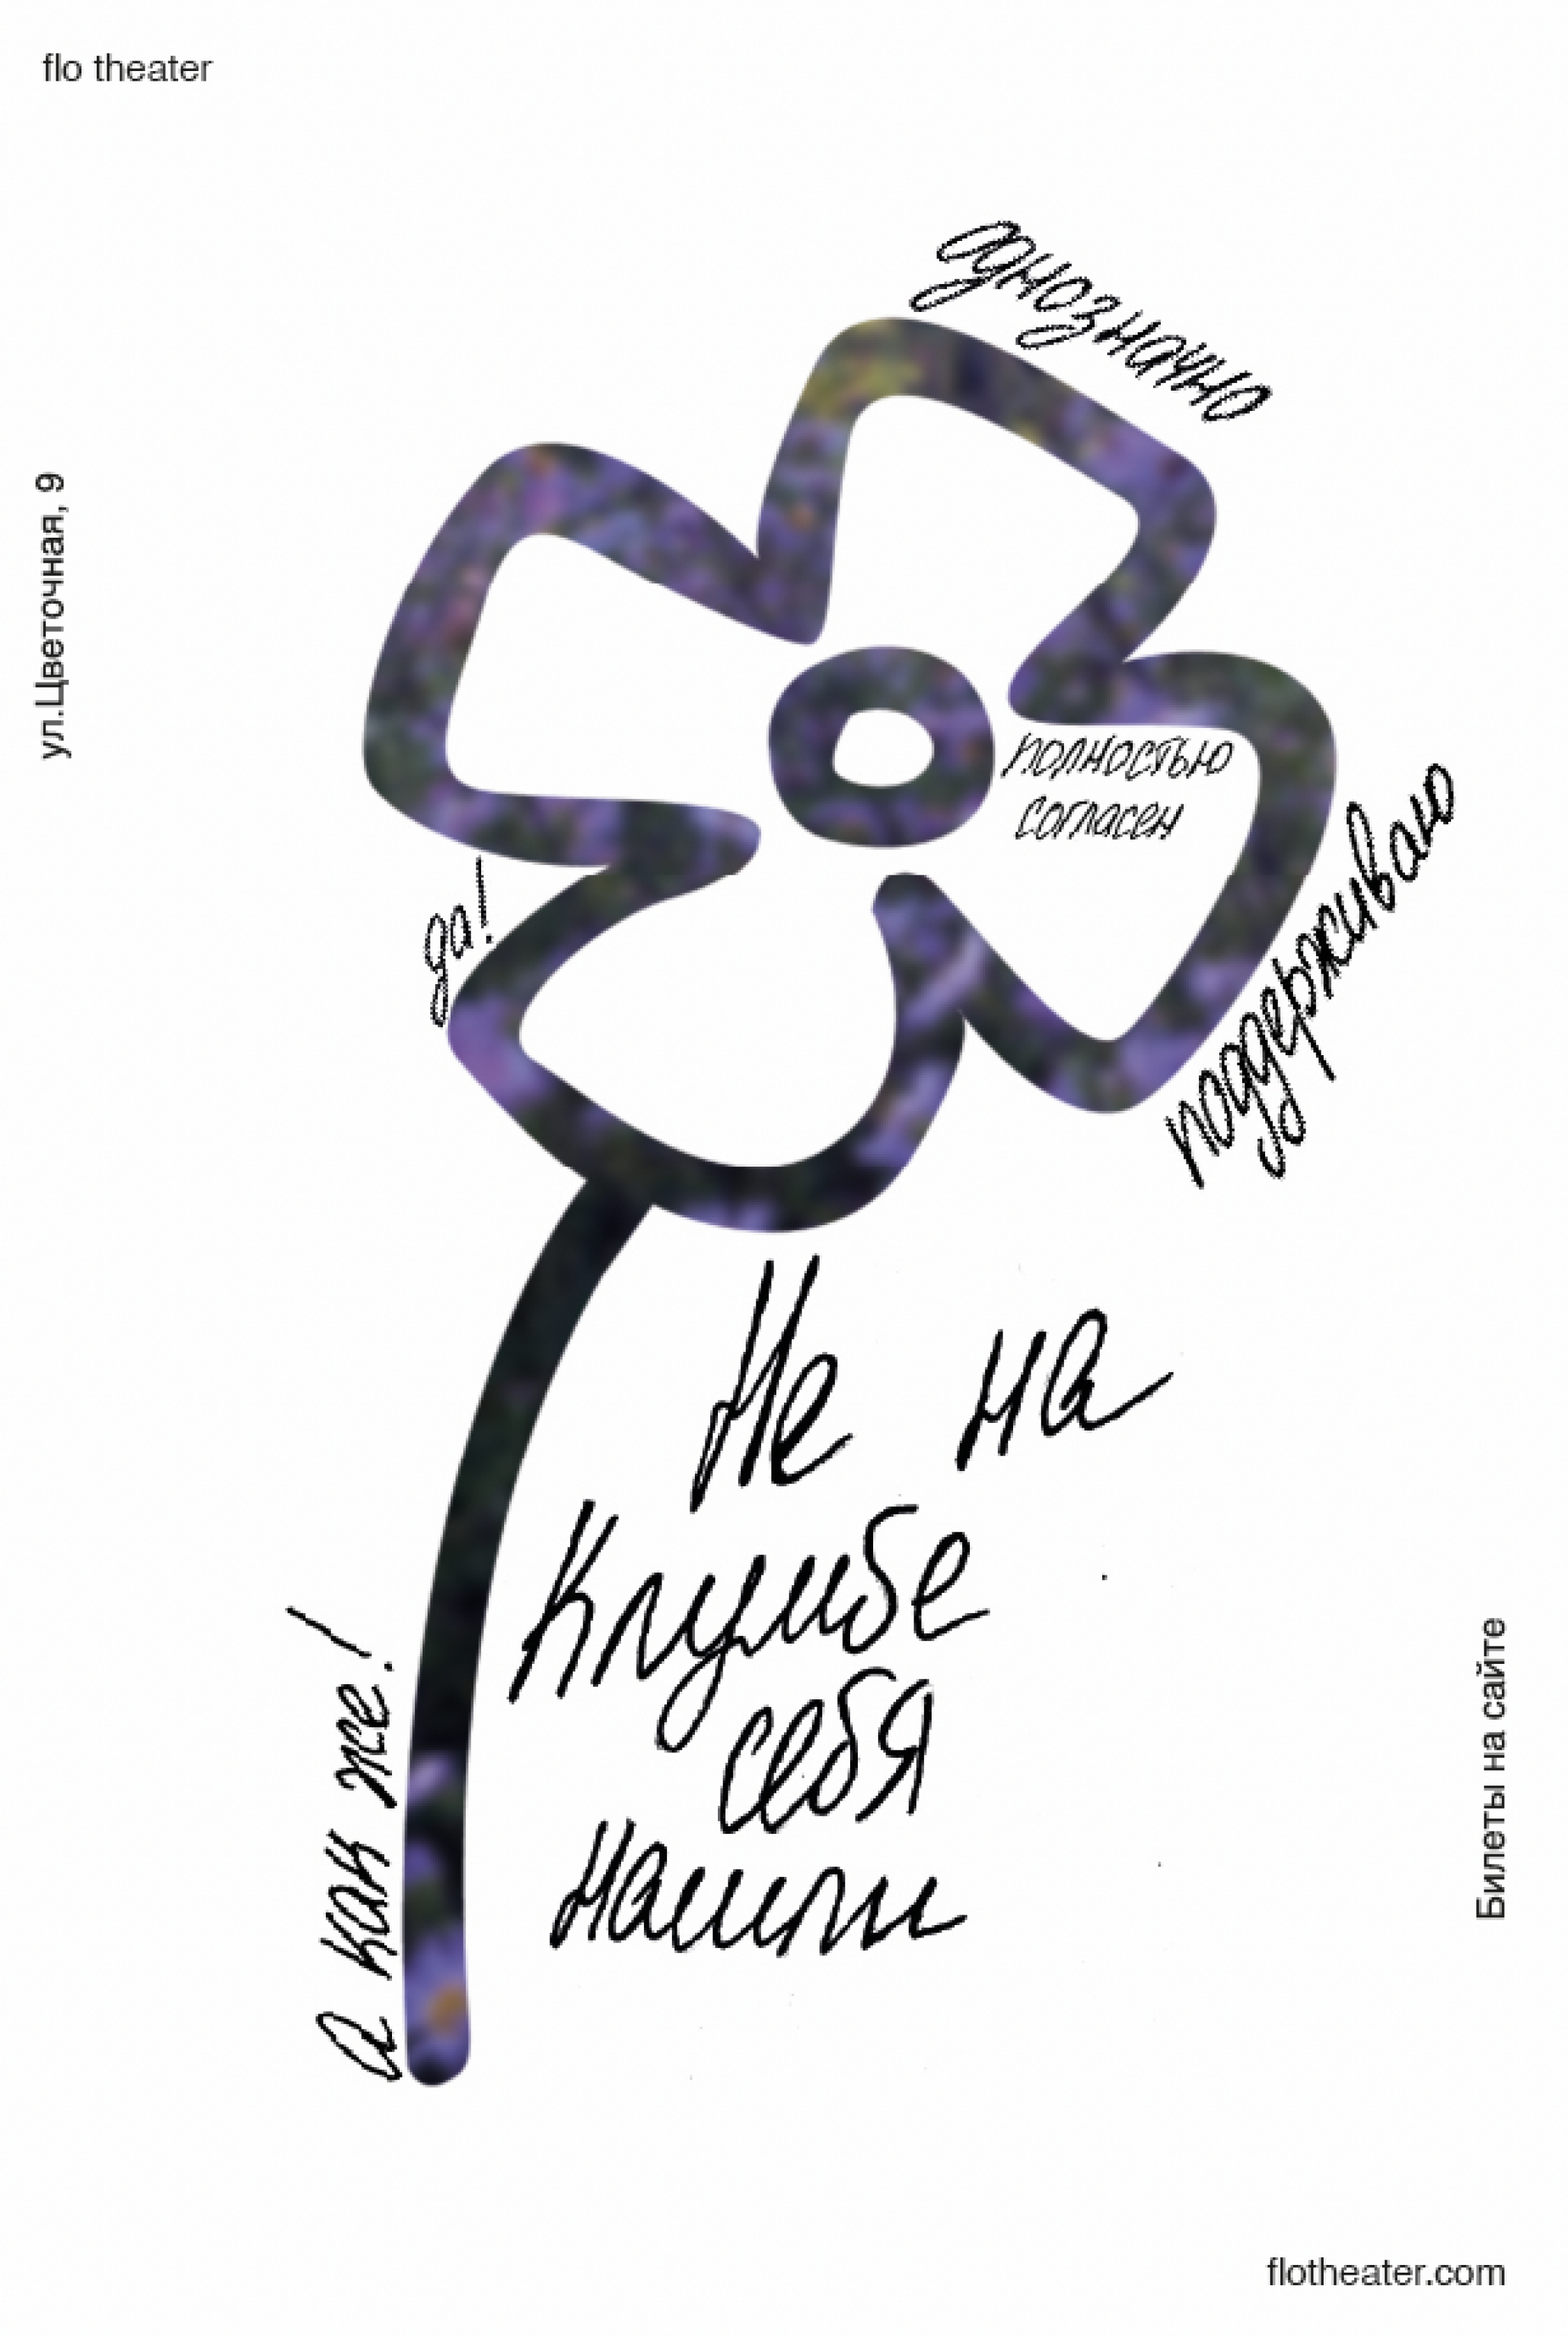 flo theater
однозначно
ул.Цветочная, 9
полностью
согласен
поддерживаю
да!
Не на
Клумбе
себя
нашли
а как же!
Билеты на сайте
flotheater.com